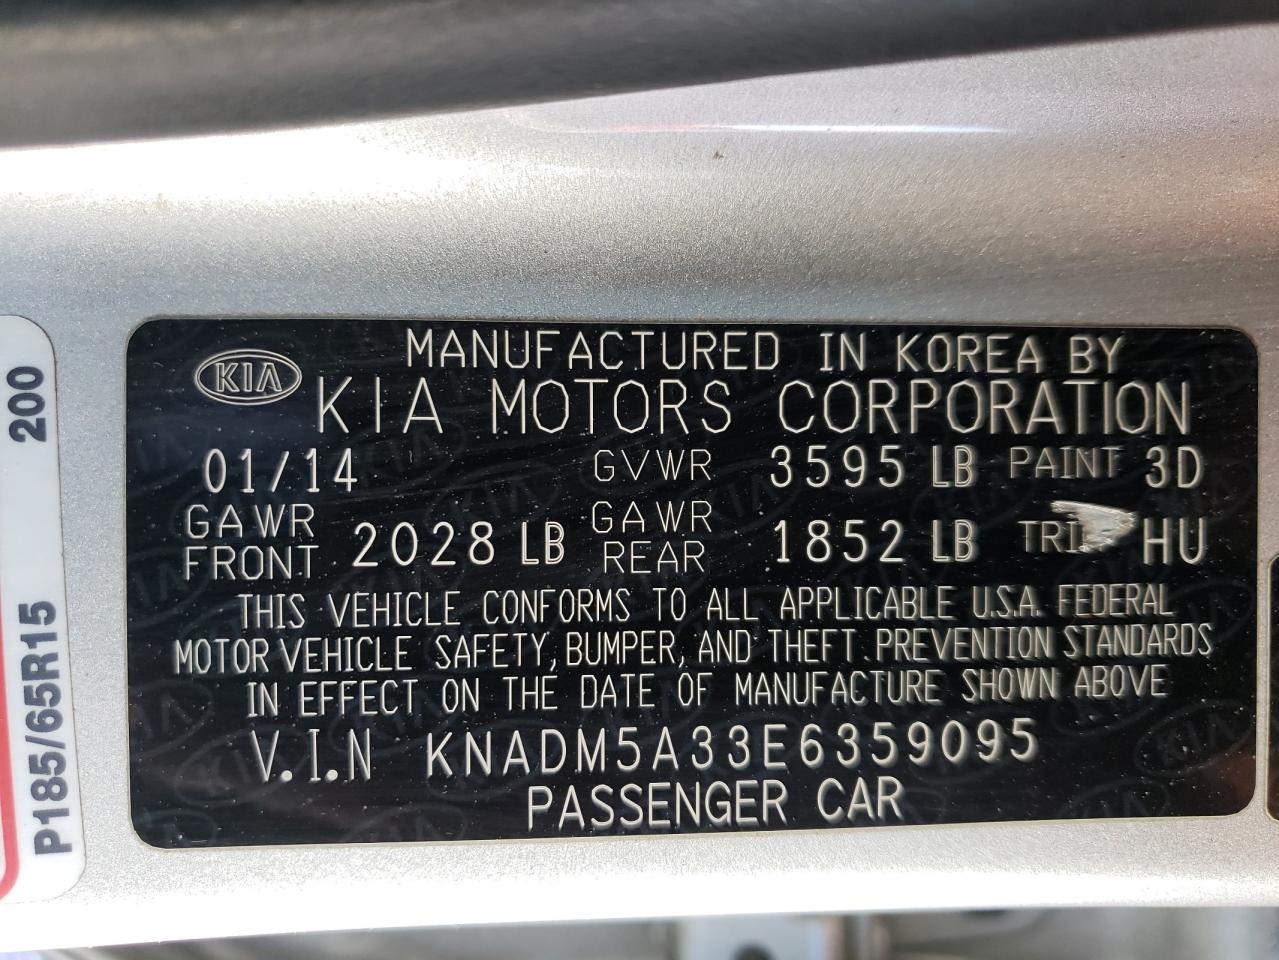 MANUFACTURED IN KOREA BY
KIA KIA MOTORS CORPORATION
01/14 GVWR 3595 LB PAINT 3D
GAWR FRONT 2028 LB GAWR REAR 1852 LB HU
THIS VEHICLE CONFORMS TO ALL APPLICABLE U.S.A. FEDERAL
MOTOR VEHICLE SAFETY, BUMPER, AND THEFT PREVENTION STANDARDS
IN EFFECT ON THE DATE OF MANUFACTURE SHOWN ABOVE
V.I.N KNADM5A33E6359095
PASSENGER CAR
P185/65R15 200